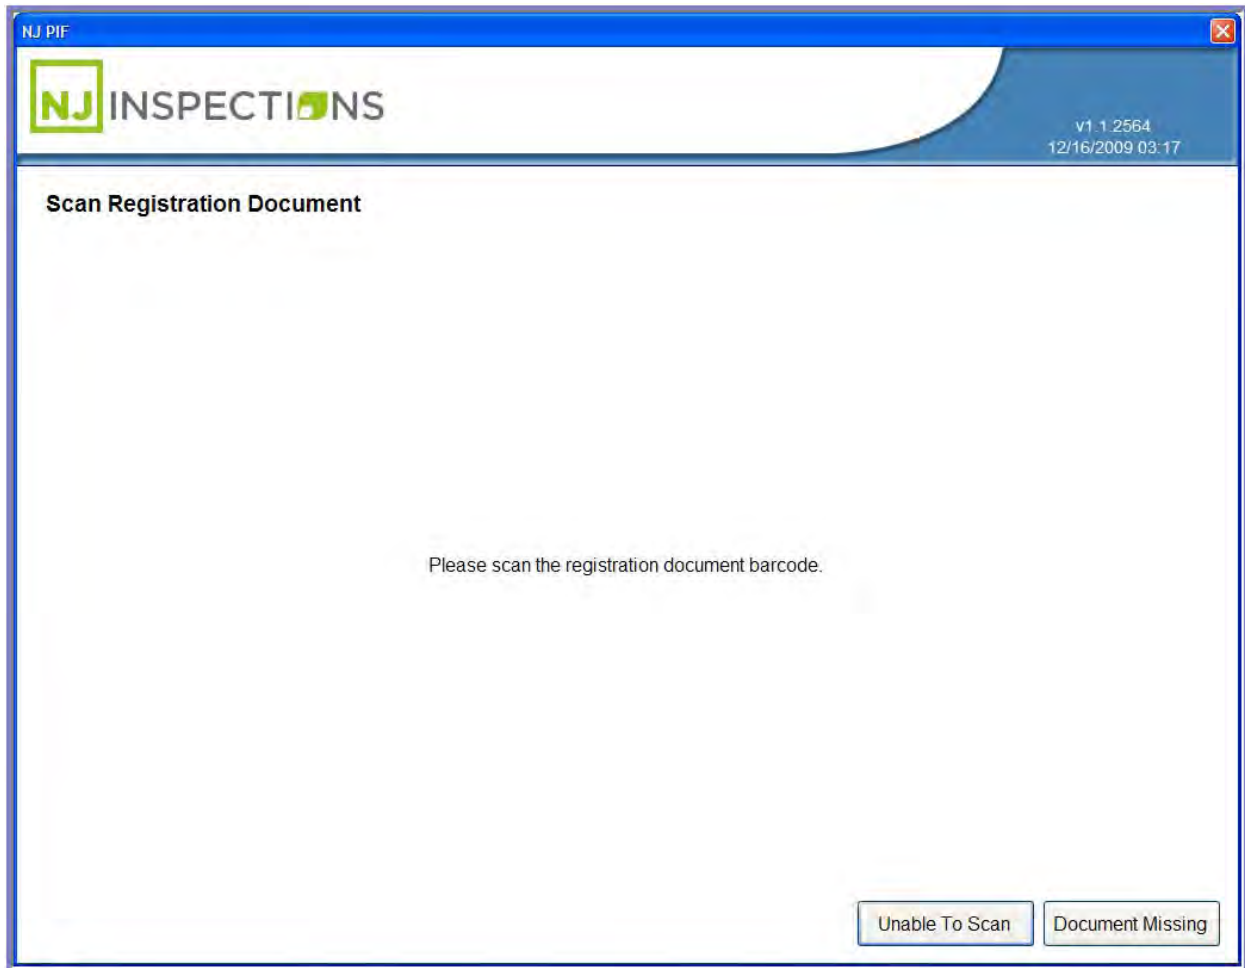 NJ PIF
NJ INSPECTIONS
v1.1.2564
12/16/2009 03:17
Scan Registration Document
Please scan the registration document barcode.
Unable To Scan
Document Missing